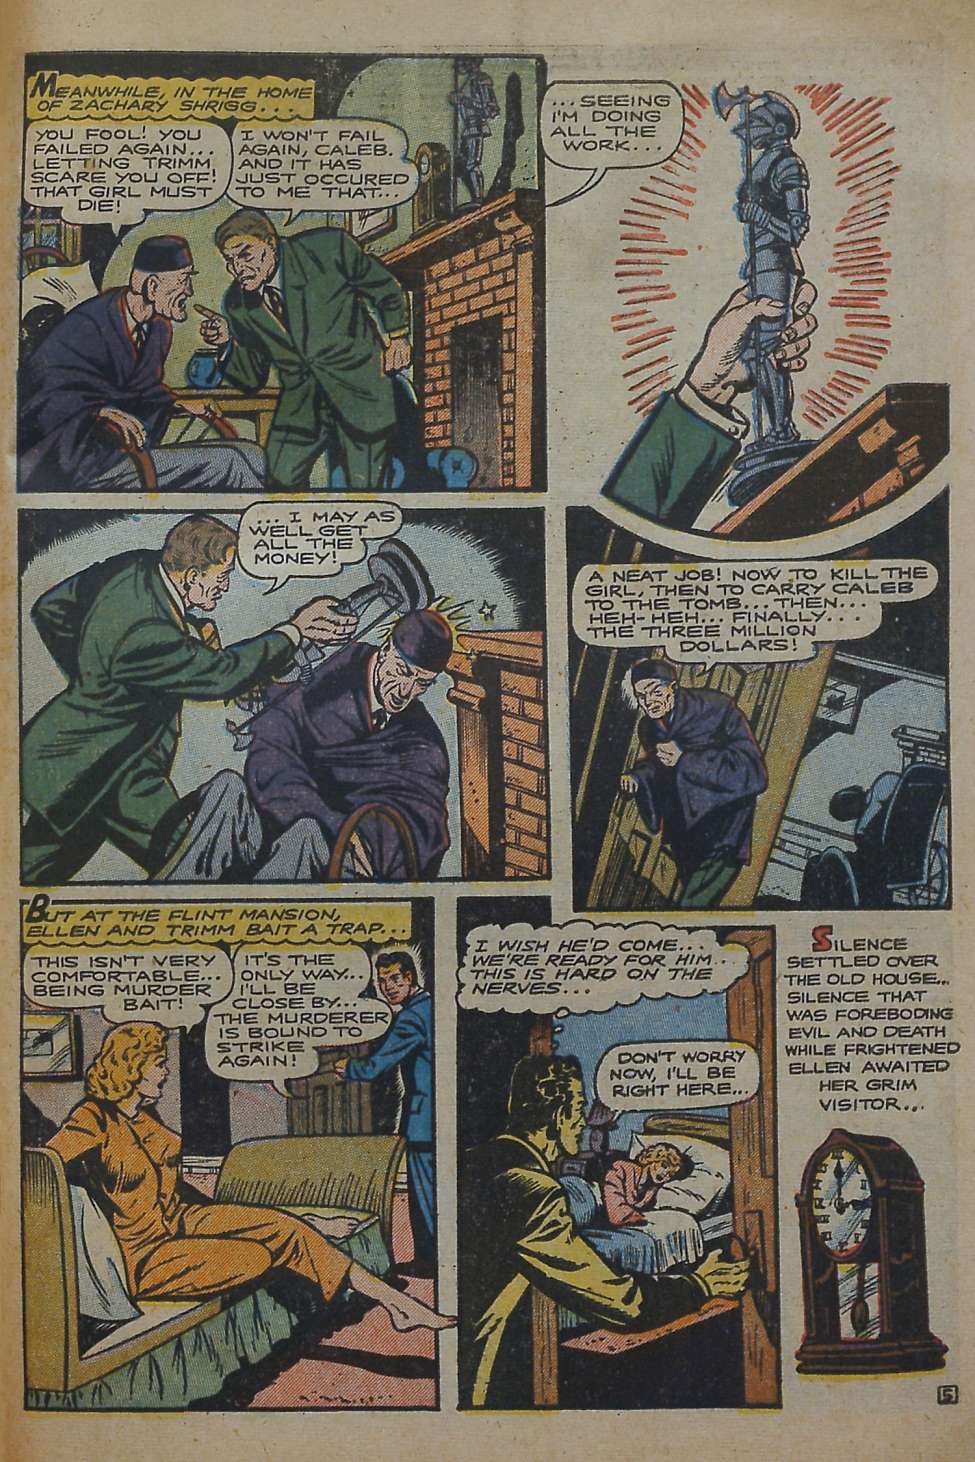 MEANWHILE, IN THE HOME
OF ZACHARY SHRIGG...
YOU FOOL! YOU
FAILED AGAIN...
LETTING TRIMM
SCARE YOU OFF!
THAT GIRL MUST
DIE!
I WON'T FAIL
AGAIN, CALEB.
AND IT HAS
JUST OCCURED
TO ME THAT...
...SEEING
I'M DOING
ALL THE
WORK...
...I MAY AS
WELL GET
ALL THE
MONEY!
A NEAT JOB! NOW TO KILL THE
GIRL, THEN TO CARRY CALEB
TO THE TOMB... THEN...
HEH-HEH... FINALLY...
THE THREE MILLION
DOLLARS!
BUT AT THE FLINT MANSION,
ELLEN AND TRIMM BAIT A TRAP...
THIS ISN'T VERY
COMFORTABLE...
BEING MURDER
BAIT!
IT'S THE
ONLY WAY...
I'LL BE
CLOSE BY...
THE MURDERER
IS BOUND TO
STRIKE
AGAIN!
I WISH HE'D COME...
WE'RE READY FOR HIM...
THIS IS HARD ON THE
NERVES...
DON'T WORRY
NOW, I'LL BE
RIGHT HERE...
SILENCE
SETTLED OVER
THE OLD HOUSE...
SILENCE THAT
WAS FOREBODING
EVIL AND DEATH
WHILE FRIGHTENED
ELLEN AWAITED
HER GRIM
VISITOR...
5